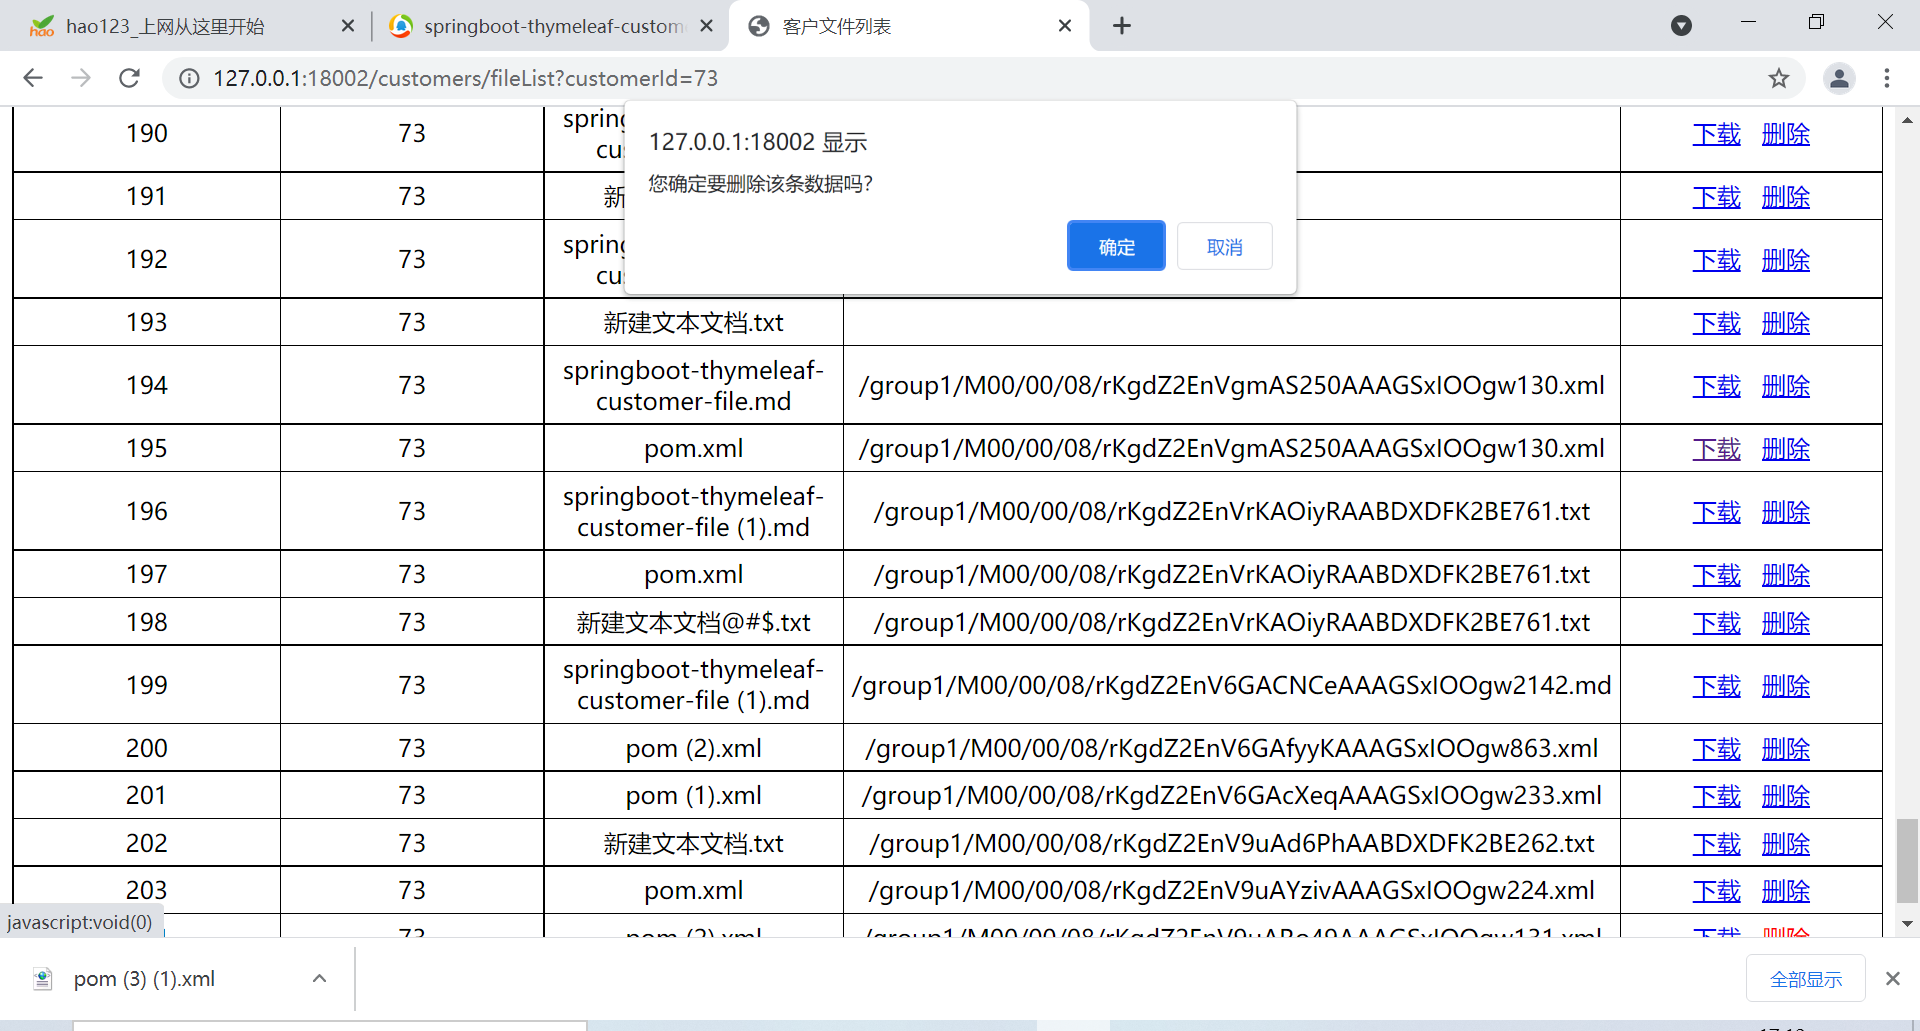 hao123_上网从这里开始
springboot-thymeleaf-custom
客户文件列表
127.0.0.1:18002/customers/fileList?customerId=73
127.0.0.1:18002 显示
您确定要删除该条数据吗?
确定 取消
190 73 下载 删除
191 73 新 下载 删除
192 73 下载 删除
193 73 新建文本文档.txt 下载 删除
194 73 springboot-thymeleaf-customer-file.md /group1/M00/00/08/rKgdZ2EnVgmAS250AAAGSxIOOgw130.xml 下载 删除
195 73 pom.xml /group1/M00/00/08/rKgdZ2EnVgmAS250AAAGSxIOOgw130.xml 下载 删除
196 73 springboot-thymeleaf-customer-file (1).md /group1/M00/00/08/rKgdZ2EnVrKAOiyRAABDXDFK2BE761.txt 下载 删除
197 73 pom.xml /group1/M00/00/08/rKgdZ2EnVrKAOiyRAABDXDFK2BE761.txt 下载 删除
198 73 新建文本文档@#$.txt /group1/M00/00/08/rKgdZ2EnVrKAOiyRAABDXDFK2BE761.txt 下载 删除
199 73 springboot-thymeleaf-customer-file (1).md /group1/M00/00/08/rKgdZ2EnV6GACNCeAAAGSxIOOgw2142.md 下载 删除
200 73 pom (2).xml /group1/M00/00/08/rKgdZ2EnV6GAfyyKAAAGSxIOOgw863.xml 下载 删除
201 73 pom (1).xml /group1/M00/00/08/rKgdZ2EnV6GAcXeqAAAGSxIOOgw233.xml 下载 删除
202 73 新建文本文档.txt /group1/M00/00/08/rKgdZ2EnV9uAd6PhAABDXDFK2BE262.txt 下载 删除
203 73 pom.xml /group1/M00/00/08/rKgdZ2EnV9uAYzivAAAGSxIOOgw224.xml 下载 删除
73 pom (2).xml 下载 删除
javascript:void(0)
pom (3) (1).xml
全部显示